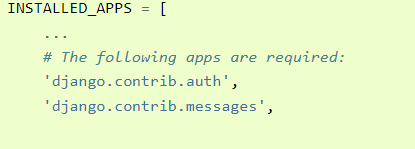 INSTALLED_APPS = [
    ...
    # The following apps are required:
    'django.contrib.auth',
    'django.contrib.messages',